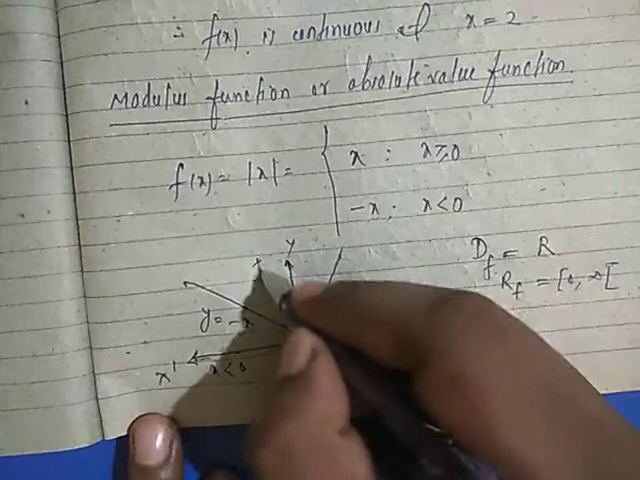 ∴ f(x) is continuous at x = 2.
Modulus function or absolute value function
f(x) = |x| = { x : x ≥ 0
-x : x < 0
D_f = R
R_f = [0, ∞[
y
y = -x
x' x < 0